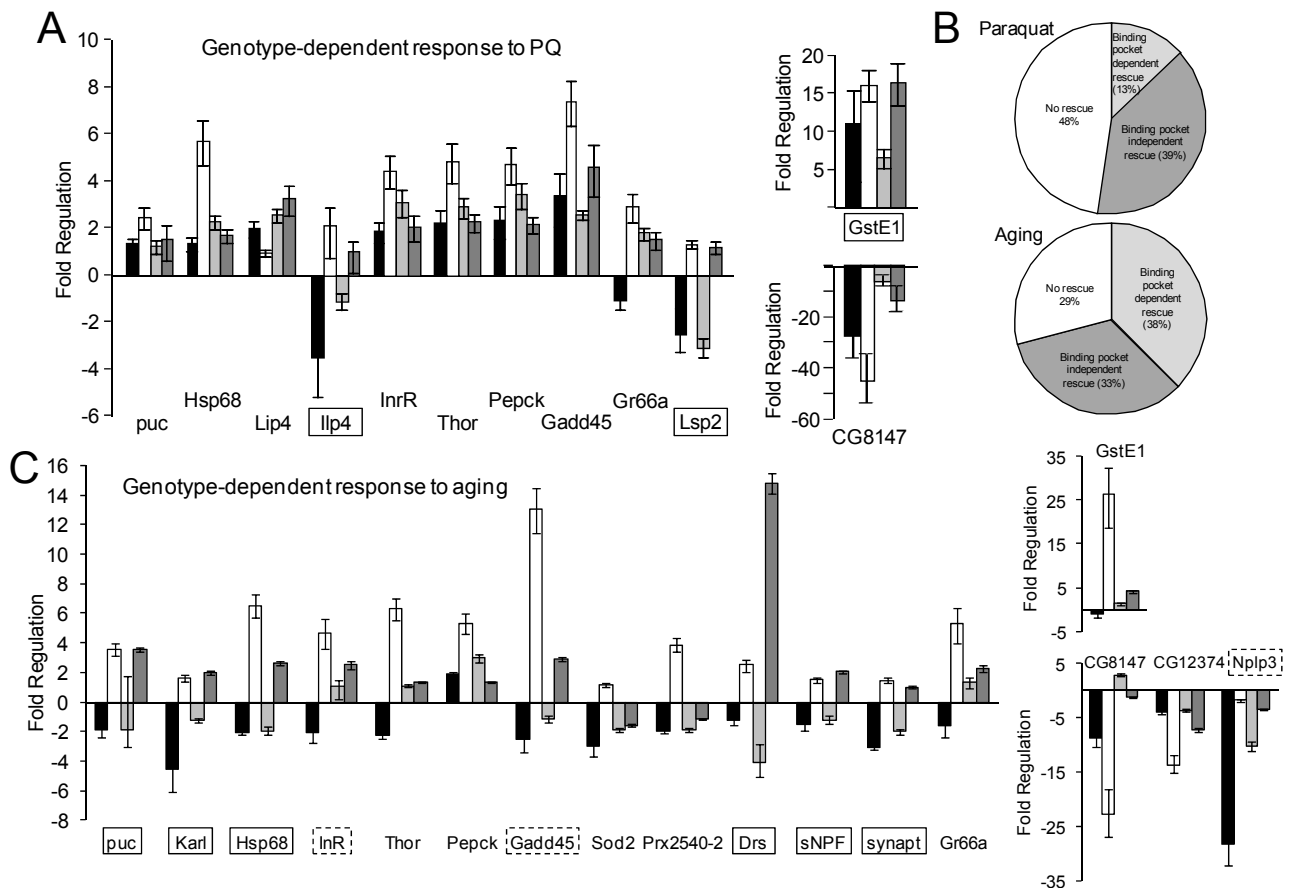 A
Genotype-dependent response to PQ
Fold Regulation
10
8
6
4
2
0
-2
-4
-6
puc
Hsp68
Lip4
Ilp4
InrR
Thor
Pepck
Gadd45
Gr66a
Lsp2
Fold Regulation
20
15
10
5
GstE1
Fold Regulation
-20
-40
-60
CG8147
B
Paraquat
Binding
pocket
dependent
rescue
(13%)
No rescue
48%
Binding pocket
independent
rescue (39%)
Aging
No rescue
29%
Binding
pocket
dependent
rescue
(38%)
Binding pocket
independent
rescue (33%)
C
Genotype-dependent response to aging
Fold Regulation
16
14
12
10
8
6
4
2
0
-2
-4
-6
-8
puc
Karl
Hsp68
InR
Thor
Pepck
Gadd45
Sod2
Prx2540-2
Drs
sNPF
synapt
Gr66a
GstE1
Fold Regulation
35
25
15
5
-5
CG8147
CG12374
Nplp3
Fold Regulation
5
-5
-15
-25
-35